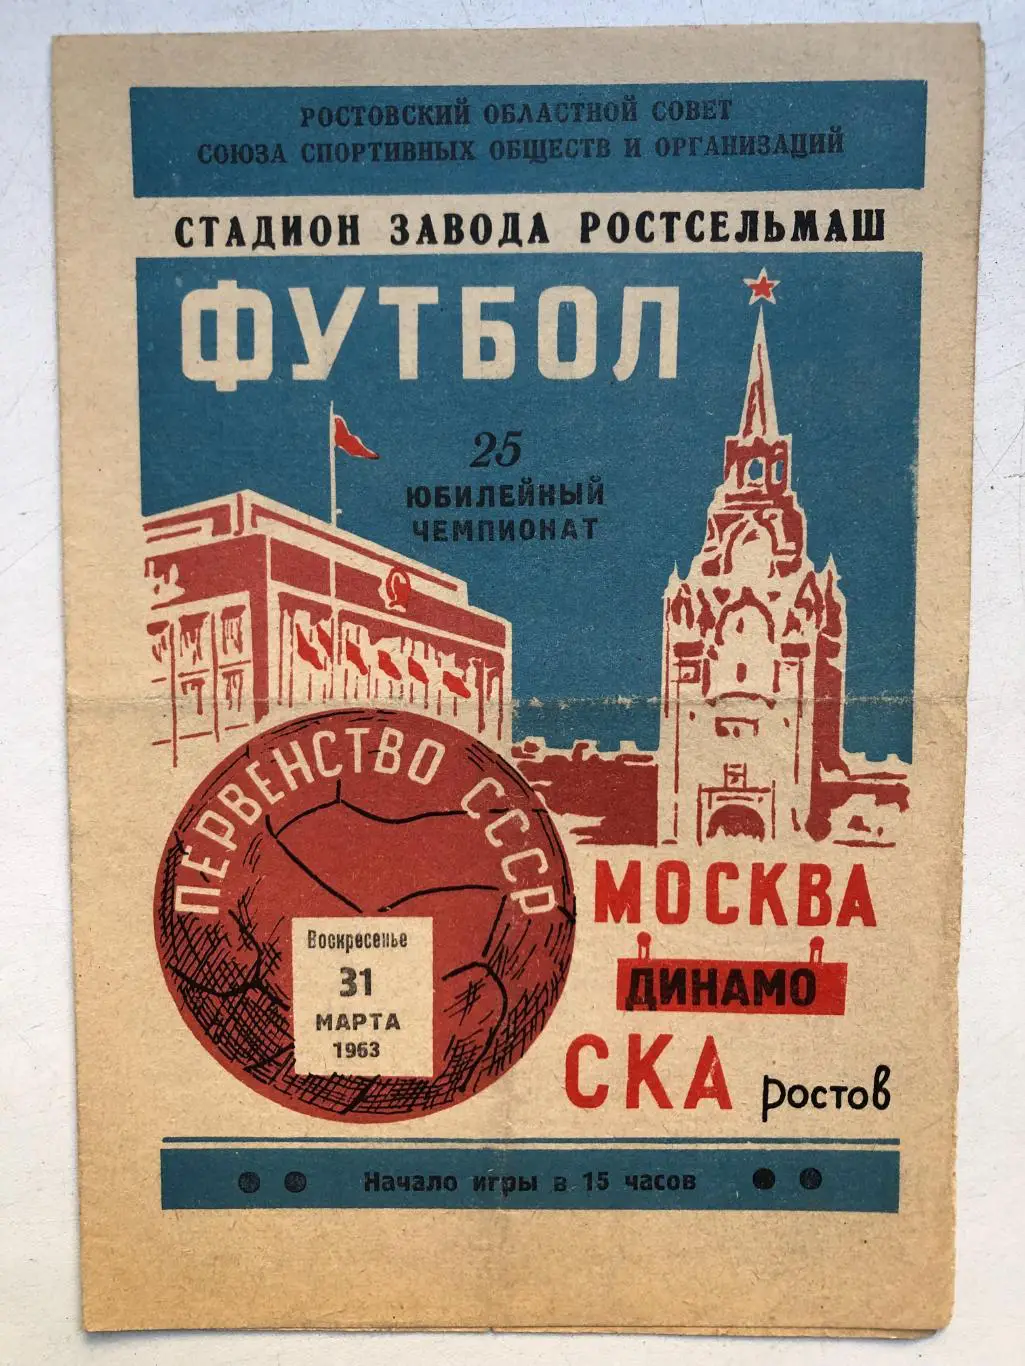 РОСТОВСКИЙ ОБЛАСТНОЙ СОВЕТ
СОЮЗА СПОРТИВНЫХ ОБЩЕСТВ И ОРГАНИЗАЦИЙ
СТАДИОН ЗАВОДА РОСТСЕЛЬМАШ
ФУТБОЛ
25
ЮБИЛЕЙНЫЙ
ЧЕМПИОНАТ
ПЕРВЕНСТВО СССР
Воскресенье
31
МАРТА
1963
МОСКВА
ДИНАМО
СКА РОСТОВ
Начало игры в 15 часов